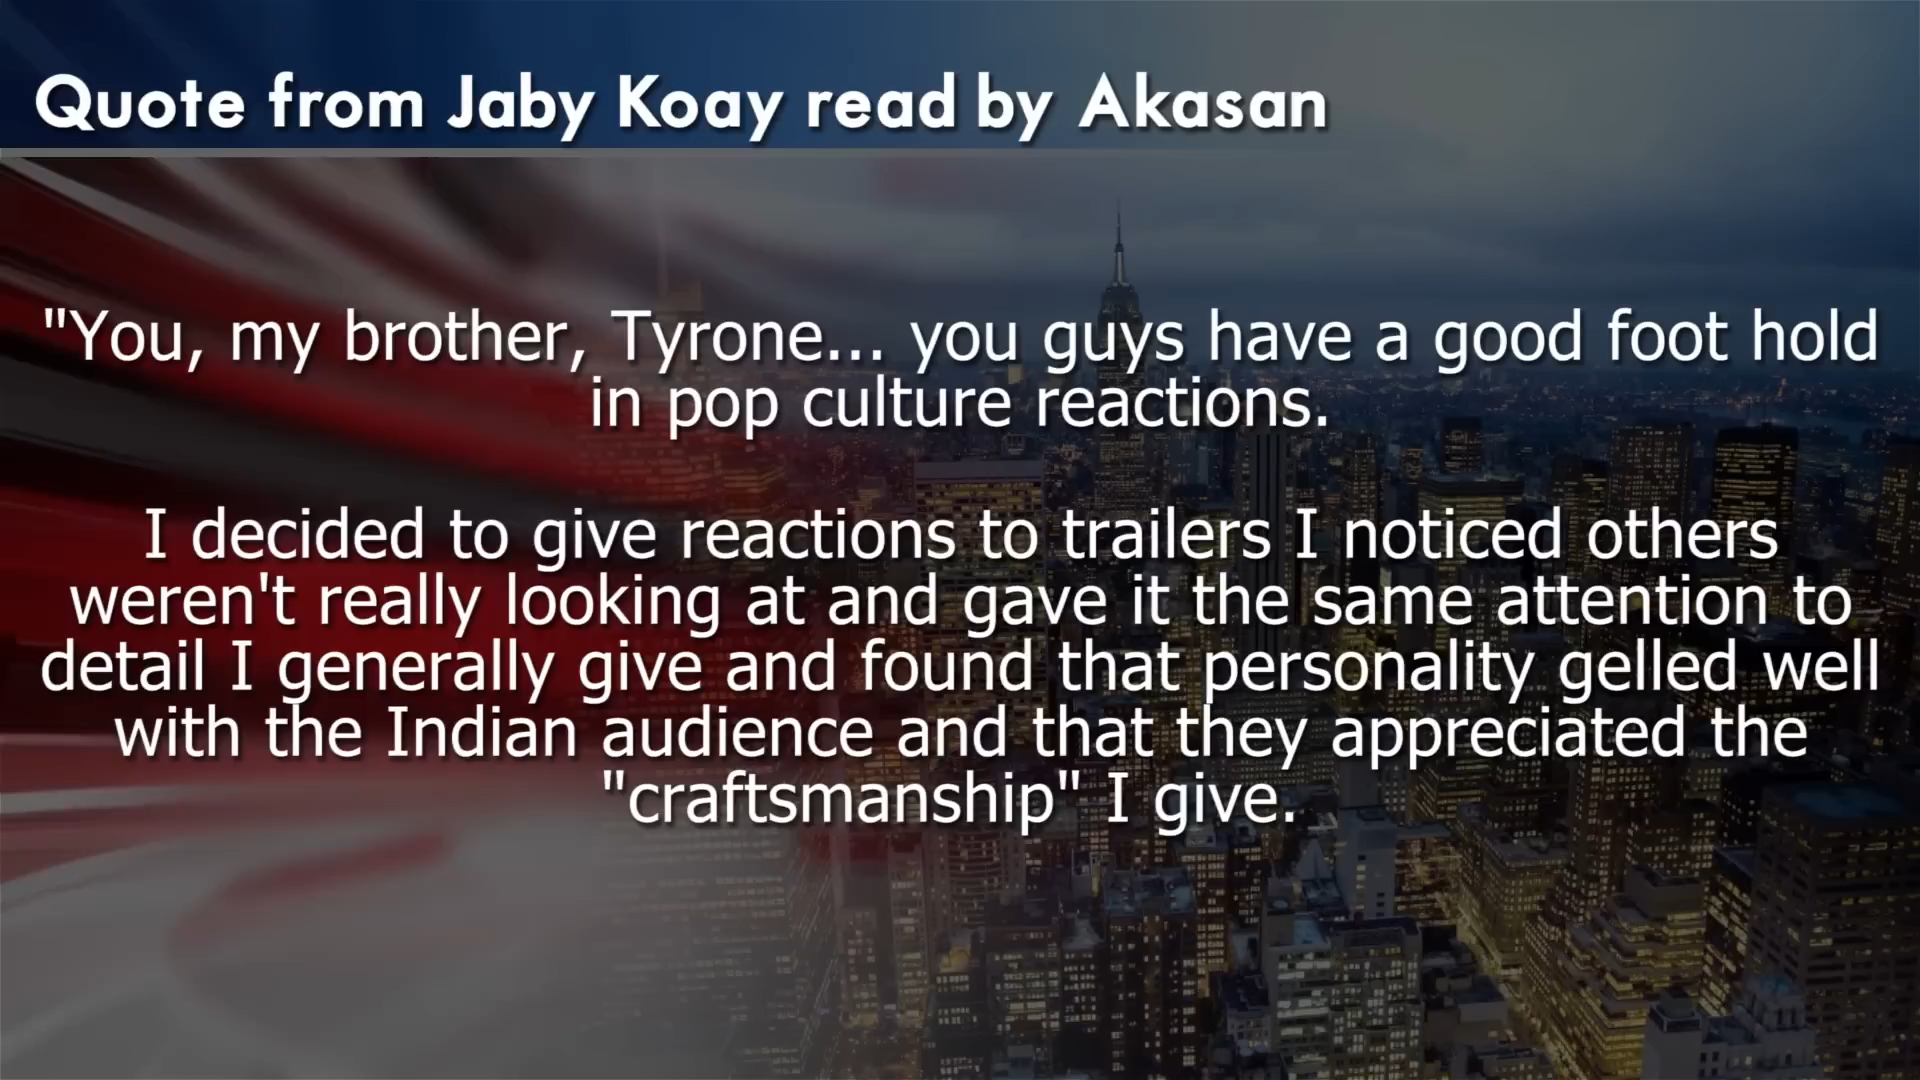 Quote from Jaby Koay read by Akasan
"You, my brother, Tyrone... you guys have a good foot hold
in pop culture reactions.
I decided to give reactions to trailers I noticed others
weren't really looking at and gave it the same attention to
detail I generally give and found that personality gelled well
with the Indian audience and that they appreciated the
"craftsmanship" I give.